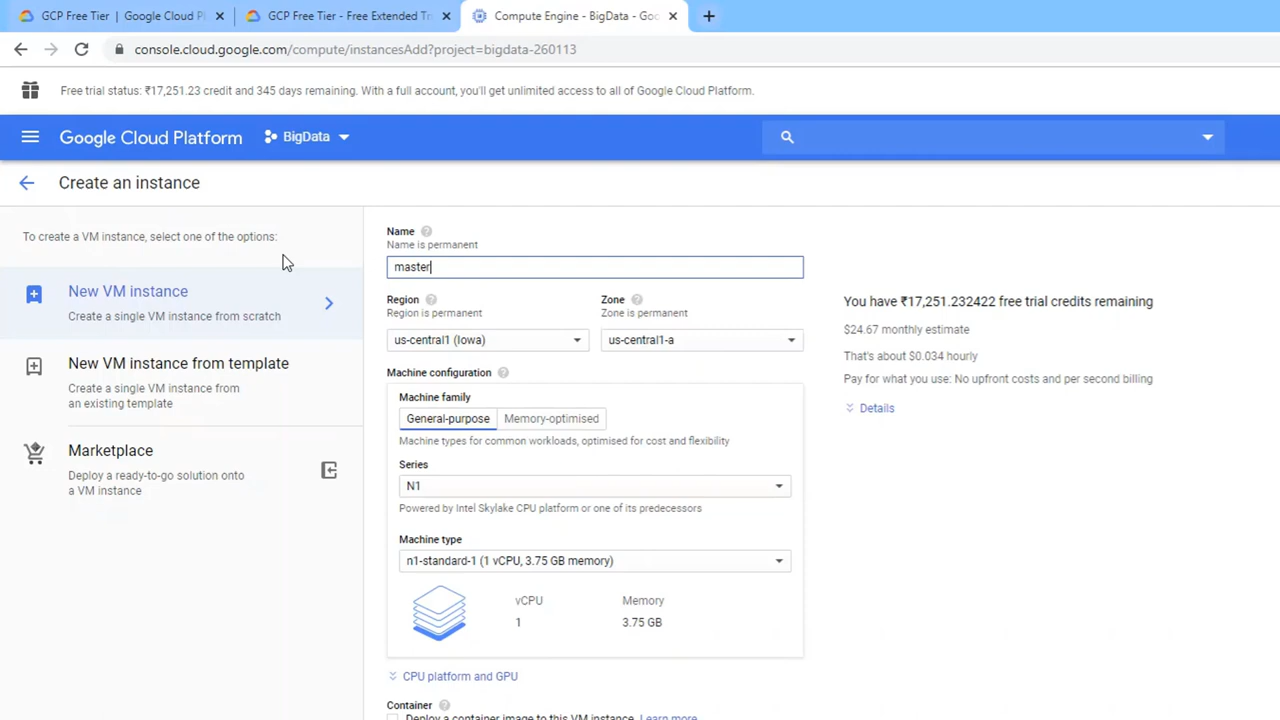 GCP Free Tier | Google Cloud P
GCP Free Tier - Free Extended Tr
Compute Engine - BigData - Goo
console.cloud.google.com/compute/instancesAdd?project=bigdata-260113
Free trial status: ₹17,251.23 credit and 345 days remaining. With a full account, you'll get unlimited access to all of Google Cloud Platform.
Google Cloud Platform
BigData
Create an instance
To create a VM instance, select one of the options:
New VM instance
Create a single VM instance from scratch
New VM instance from template
Create a single VM instance from
an existing template
Marketplace
Deploy a ready-to-go solution onto
a VM instance
Name
Name is permanent
master
Region
Region is permanent
us-central1 (Iowa)
Zone
Zone is permanent
us-central1-a
Machine configuration
Machine family
General-purpose
Memory-optimised
Machine types for common workloads, optimised for cost and flexibility
Series
N1
Powered by Intel Skylake CPU platform or one of its predecessors
Machine type
n1-standard-1 (1 vCPU, 3.75 GB memory)
vCPU
Memory
1
3.75 GB
CPU platform and GPU
Container
Deploy a container image to this VM instance. Learn more
You have ₹17,251.232422 free trial credits remaining
$24.67 monthly estimate
That's about $0.034 hourly
Pay for what you use: No upfront costs and per second billing
Details